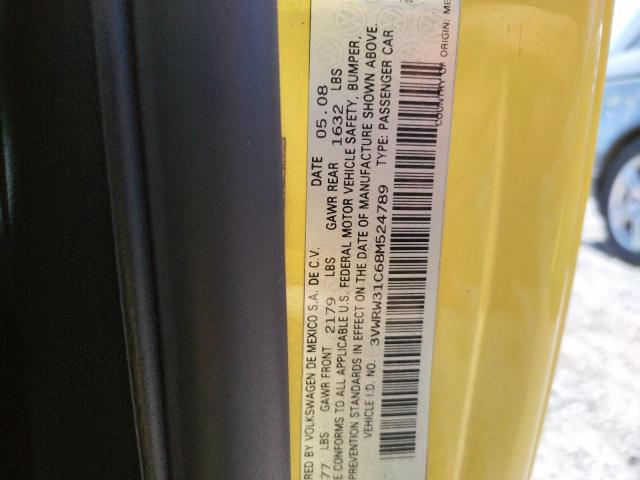 RED BY VOLKSWAGEN DE MEXICO S.A. DE C.V. DATE 05.08
77 LBS GAWR FRONT 2179 LBS GAWR REAR 1632 LBS
E CONFORMS TO ALL APPLICABLE U.S. FEDERAL MOTOR VEHICLE SAFETY, BUMPER,
PREVENTION STANDARDS IN EFFECT ON THE DATE OF MANUFACTURE SHOWN ABOVE.
VEHICLE I.D. NO. 3VWRW31C68M524789 TYPE: PASSENGER CAR
COUNTRY OF ORIGIN: ME